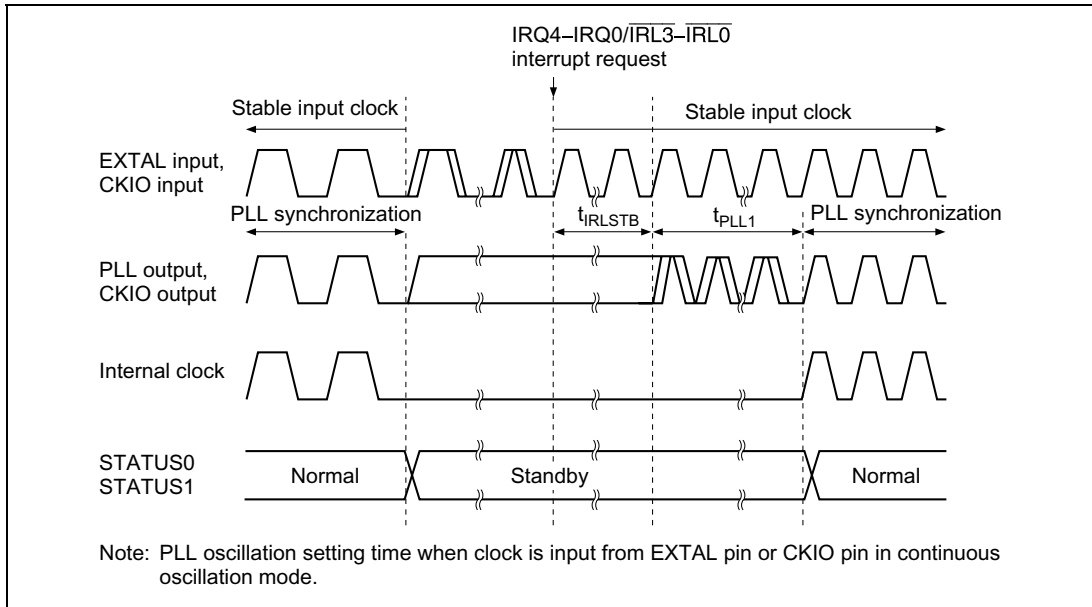 IRQ4–IRQ0/IRL3–IRL0
interrupt request
Stable input clock
Stable input clock
EXTAL input,
CKIO input
PLL synchronization
tIRLSTB
tPLL1
PLL synchronization
PLL output,
CKIO output
Internal clock
STATUS0
STATUS1
Normal
Standby
Normal
Note: PLL oscillation setting time when clock is input from EXTAL pin or CKIO pin in continuous
oscillation mode.